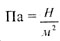 Па = Н/м²